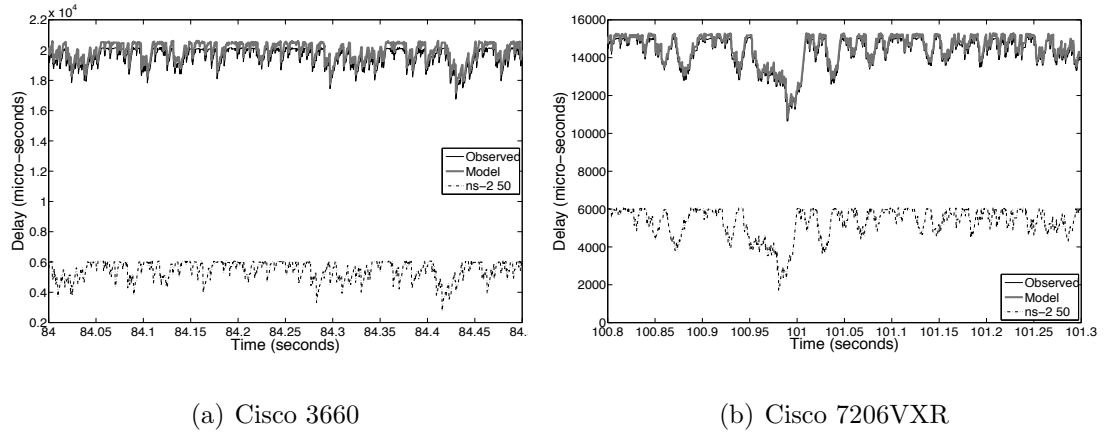 2.2 x 10⁴
2
1.8
1.6
1.4
1.2
1
0.8
0.6
0.4
0.2
Delay (micro−seconds)
Observed
Model
ns−2 50
84 84.05 84.1 84.15 84.2 84.25 84.3 84.35 84.4 84.45 84.
Time (seconds)
(a) Cisco 3660
16000
14000
12000
10000
8000
6000
4000
2000
0
Delay (micro−seconds)
Observed
Model
ns−2 50
100.8 100.85 100.9 100.95 101 101.05 101.1 101.15 101.2 101.25 101.3
Time (seconds)
(b) Cisco 7206VXR